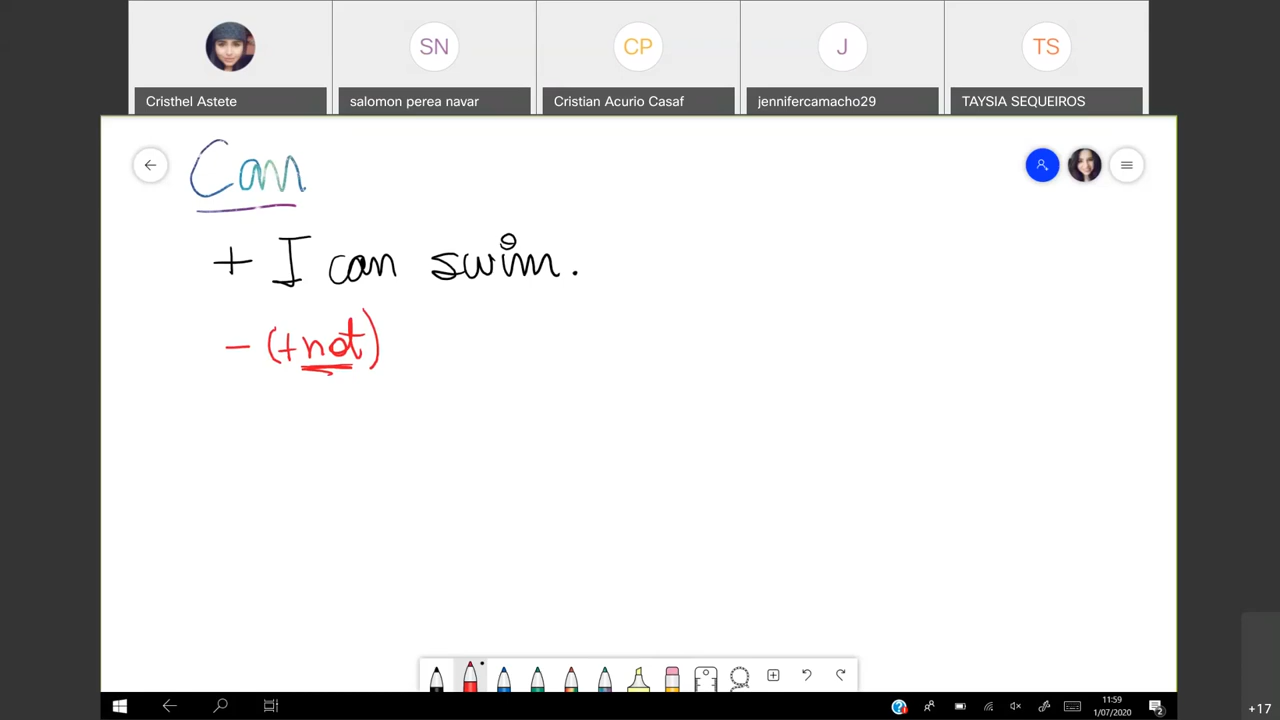 SN CP J TS
Cristhel Astete salomon perea navar Cristian Acurio Casaf jennifercamacho29 TAYSIA SEQUEIROS
Can
+ I can swim.
- (+not)
11:59
1/07/2020
2
+17